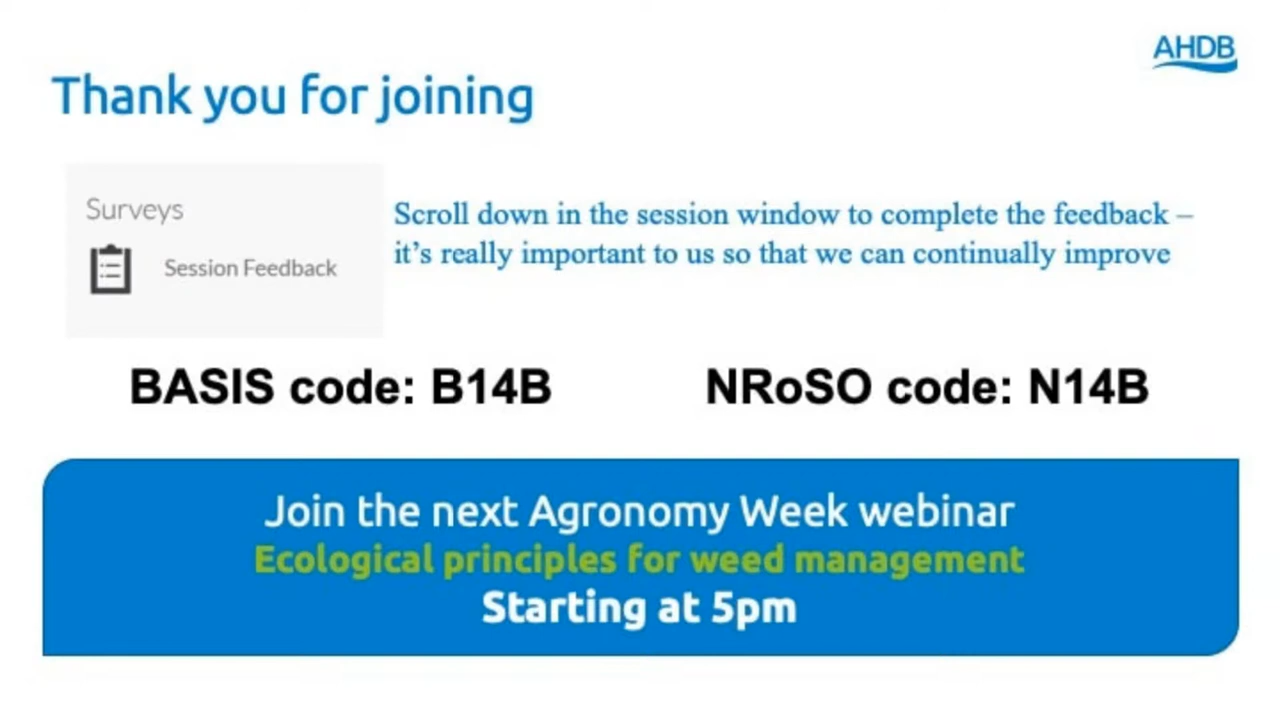 AHDB
Thank you for joining
Surveys
Session Feedback
Scroll down in the session window to complete the feedback –
it’s really important to us so that we can continually improve
BASIS code: B14B
NRoSO code: N14B
Join the next Agronomy Week webinar
Ecological principles for weed management
Starting at 5pm